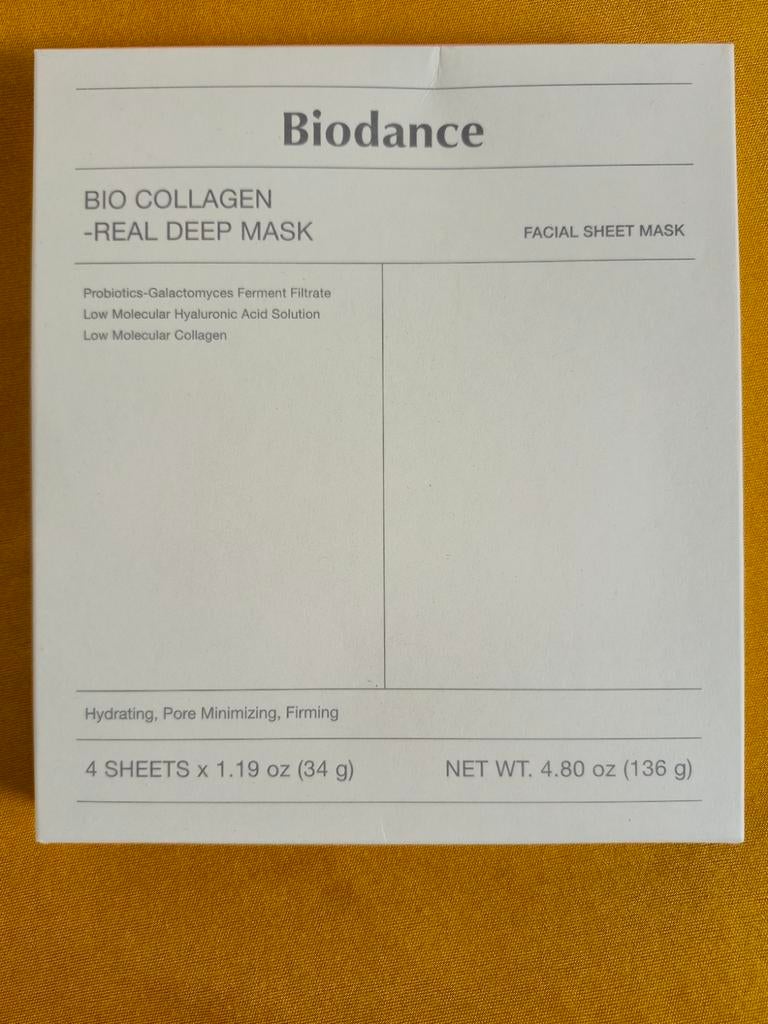 Biodance
BIO COLLAGEN
-REAL DEEP MASK
FACIAL SHEET MASK
Probiotics-Galactomyces Ferment Filtrate
Low Molecular Hyaluronic Acid Solution
Low Molecular Collagen
Hydrating, Pore Minimizing, Firming
4 SHEETS x 1.19 oz (34 g)
NET WT. 4.80 oz (136 g)